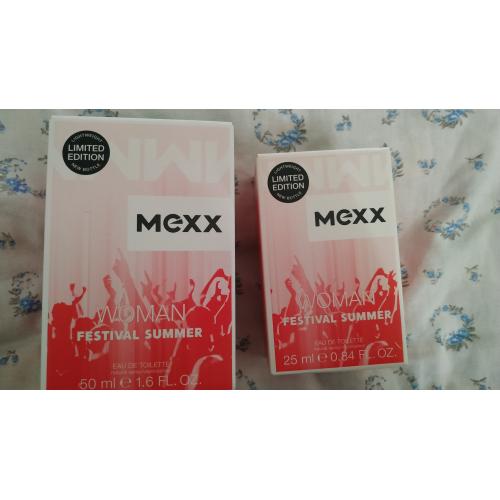 LIGHTWEIGHT
LIMITED
EDITION
NEW BOTTLE
mexx
WOMAN
FESTIVAL SUMMER
EAU DE TOILETTE
50 ml e 1.6 FL. OZ.
LIGHTWEIGHT
LIMITED
EDITION
NEW BOTTLE
mexx
WOMAN
FESTIVAL SUMMER
25 ml e 0.84 FL. OZ.
EAU DE TOILETTE